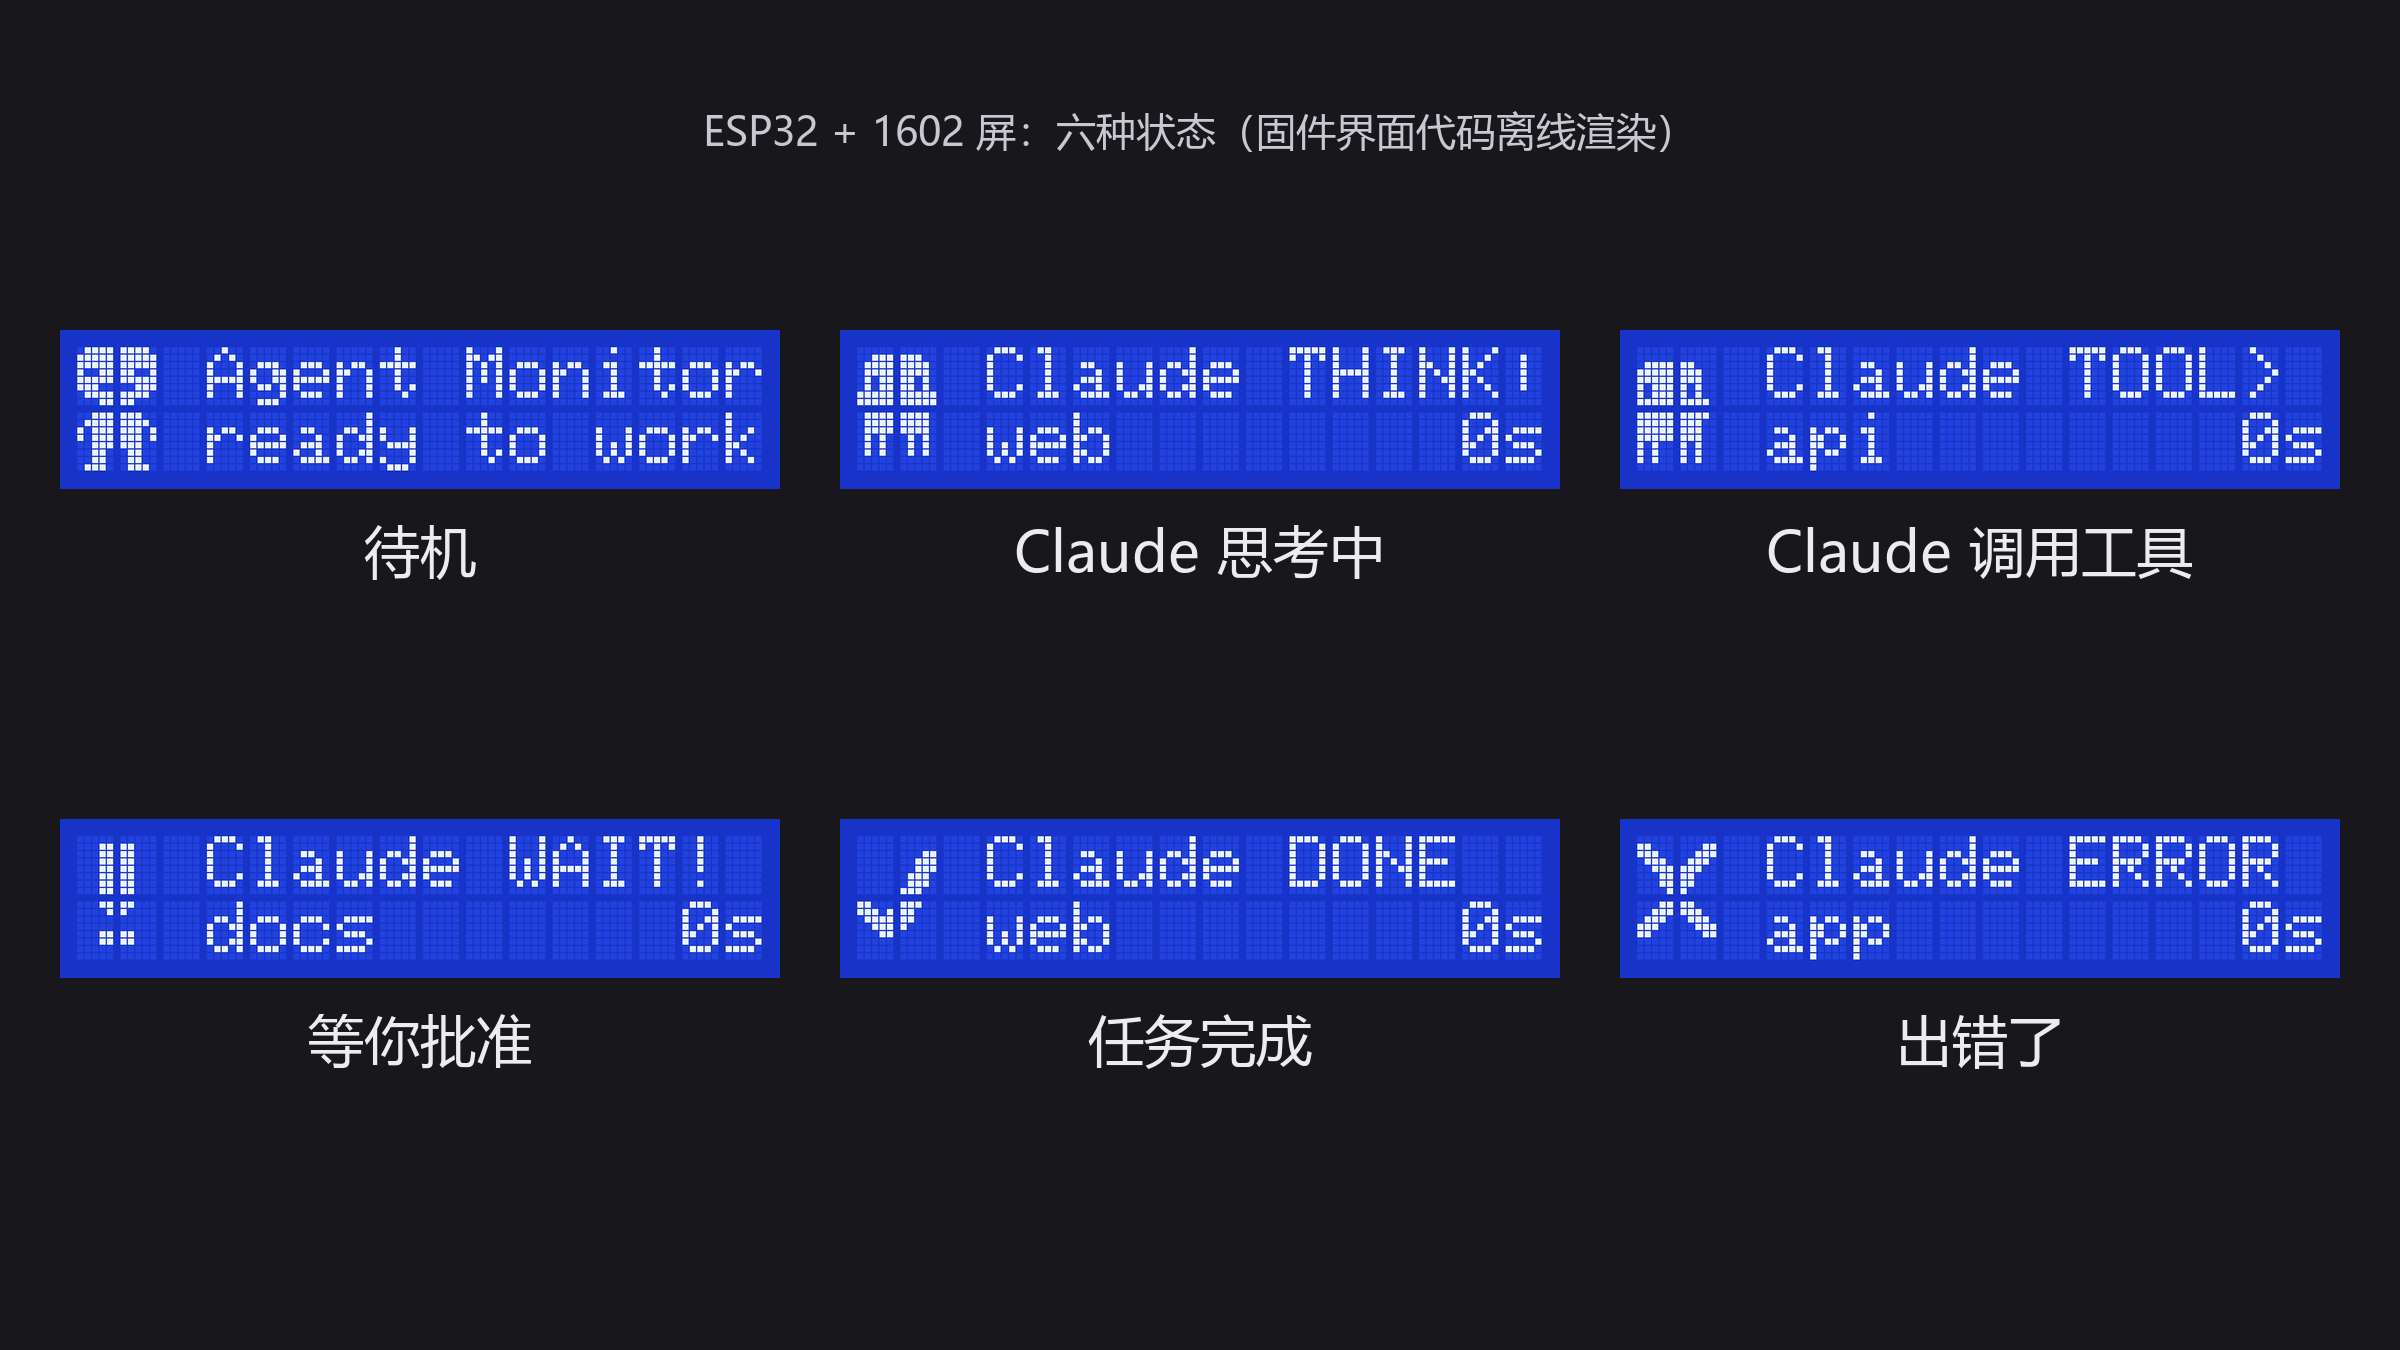 ESP32 + 1602 屏：六种状态（固件界面代码离线渲染）
Agent Monitor
ready to work
待机
Claude THINK
web 0s
Claude 思考中
Claude TOOL>
api 0s
Claude 调用工具
Claude WAIT!
docs 0s
等你批准
Claude DONE
web 0s
任务完成
Claude ERROR
app 0s
出错了